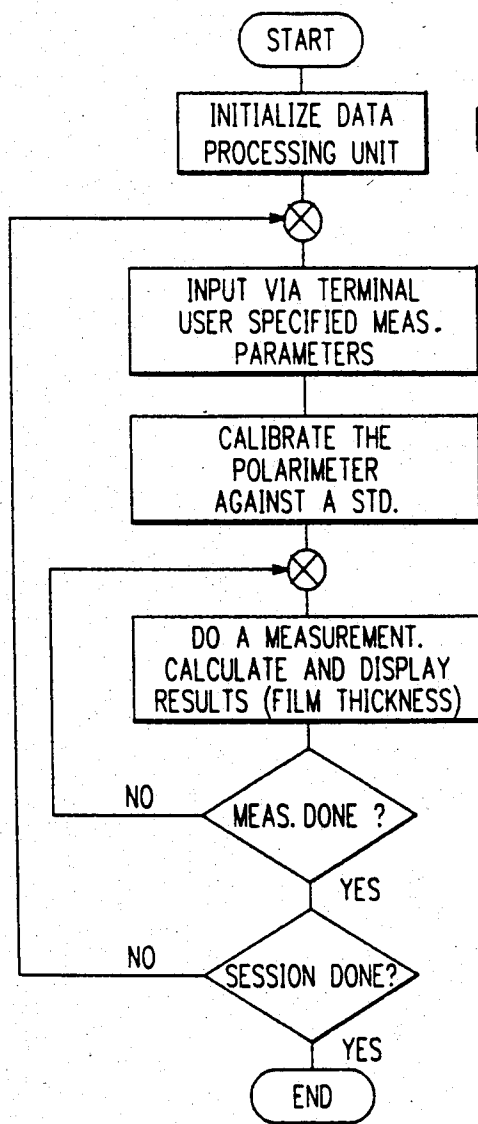 START
INITIALIZE DATA
PROCESSING UNIT
INPUT VIA TERMINAL
USER SPECIFIED MEAS.
PARAMETERS
CALIBRATE THE
POLARIMETER
AGAINST A STD.
DO A MEASUREMENT.
CALCULATE AND DISPLAY
RESULTS (FILM THICKNESS)
NO
MEAS. DONE ?
YES
NO
SESSION DONE?
YES
END